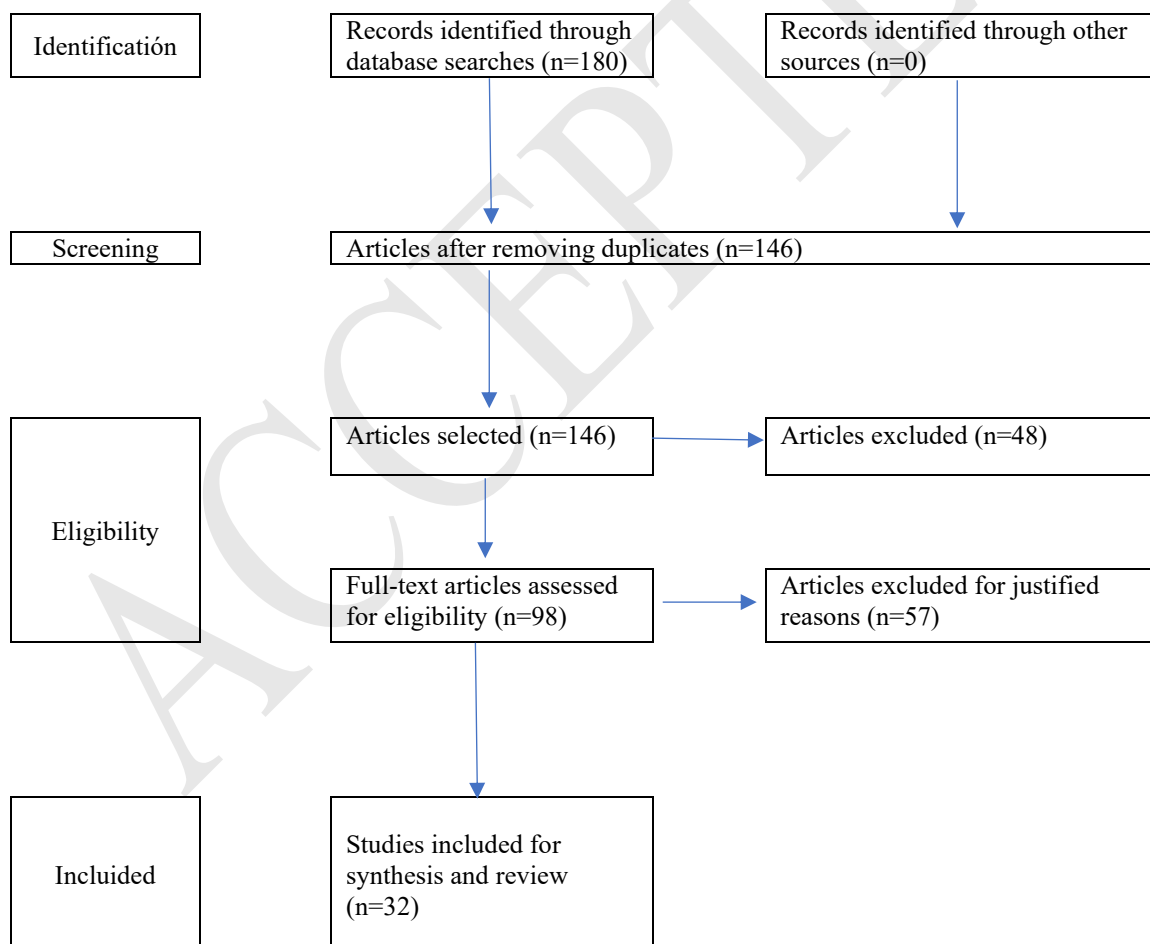 Identificatión
Records identified through
database searches (n=180)
Records identified through other
sources (n=0)
Screening
Articles after removing duplicates (n=146)
Eligibility
Articles selected (n=146)
Articles excluded (n=48)
Full-text articles assessed
for eligibility (n=98)
Articles excluded for justified
reasons (n=57)
Incluided
Studies included for
synthesis and review
(n=32)
ACCEPTE